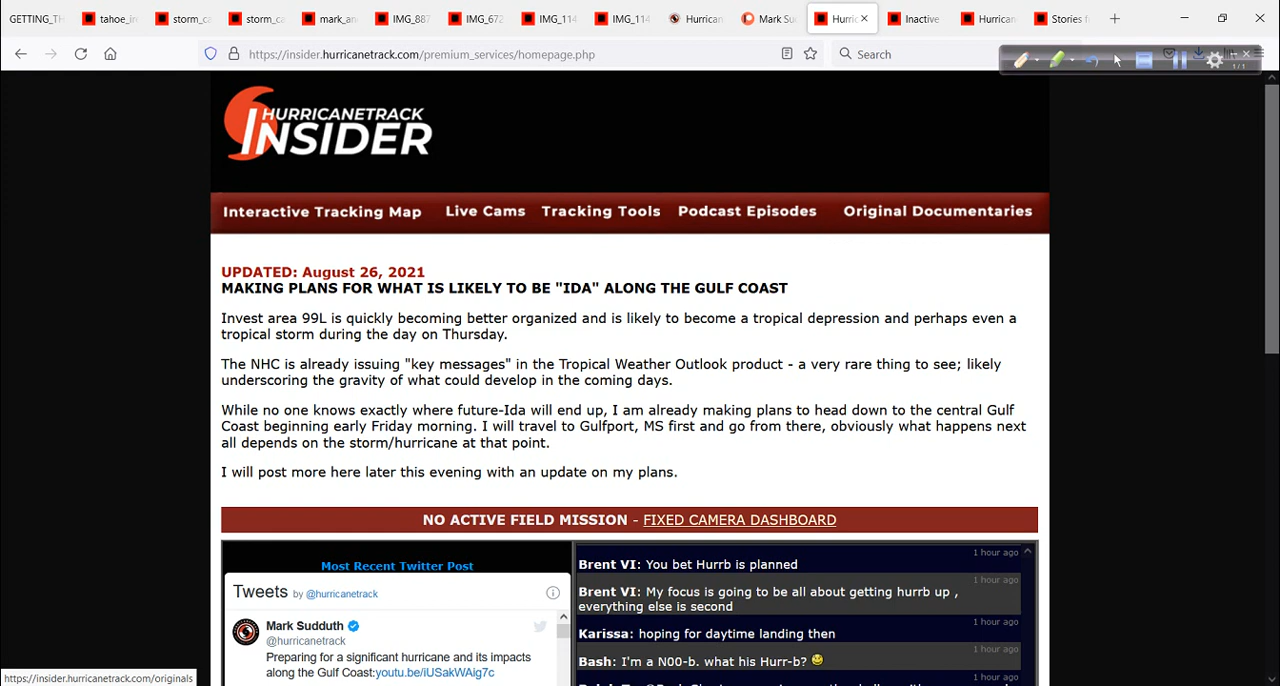 GETTING_TH
tahoe_ir
storm_ca
storm_ca
mark_an
IMG_887
IMG_672
IMG_114
IMG_114
Hurrican
Mark Su
Hurric
Inactive
Hurrican
Stories f
https://insider.hurricanetrack.com/premium_services/homepage.php
Search
1/1
HURRICANETRACK
INSIDER
Interactive Tracking Map
Live Cams
Tracking Tools
Podcast Episodes
Original Documentaries
UPDATED: August 26, 2021
MAKING PLANS FOR WHAT IS LIKELY TO BE "IDA" ALONG THE GULF COAST
Invest area 99L is quickly becoming better organized and is likely to become a tropical depression and perhaps even a
tropical storm during the day on Thursday.
The NHC is already issuing "key messages" in the Tropical Weather Outlook product - a very rare thing to see; likely
underscoring the gravity of what could develop in the coming days.
While no one knows exactly where future-Ida will end up, I am already making plans to head down to the central Gulf
Coast beginning early Friday morning. I will travel to Gulfport, MS first and go from there, obviously what happens next
all depends on the storm/hurricane at that point.
I will post more here later this evening with an update on my plans.
NO ACTIVE FIELD MISSION - FIXED CAMERA DASHBOARD
Most Recent Twitter Post
Tweets by @hurricanetrack
Mark Sudduth
@hurricanetrack
Preparing for a significant hurricane and its impacts
along the Gulf Coast:youtu.be/iUSakWAig7c
1 hour ago
Brent VI: You bet Hurrb is planned
1 hour ago
Brent VI: My focus is going to be all about getting hurrb up ,
everything else is second
1 hour ago
Karissa: hoping for daytime landing then
1 hour ago
Bash: I'm a N00-b. what his Hurr-b?
1 hour ago
https://insider.hurricanetrack.com/originals